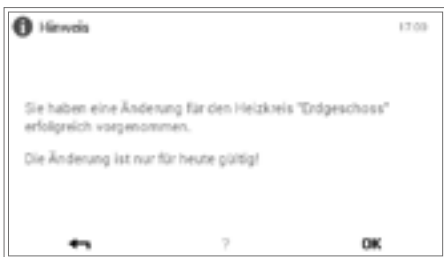 Hinweis 17:09
Sie haben eine Änderung für den Heizkreis "Erdgeschoss"
erfolgreich vorgenommen.
Die Änderung ist nur für heute gültig!
? OK